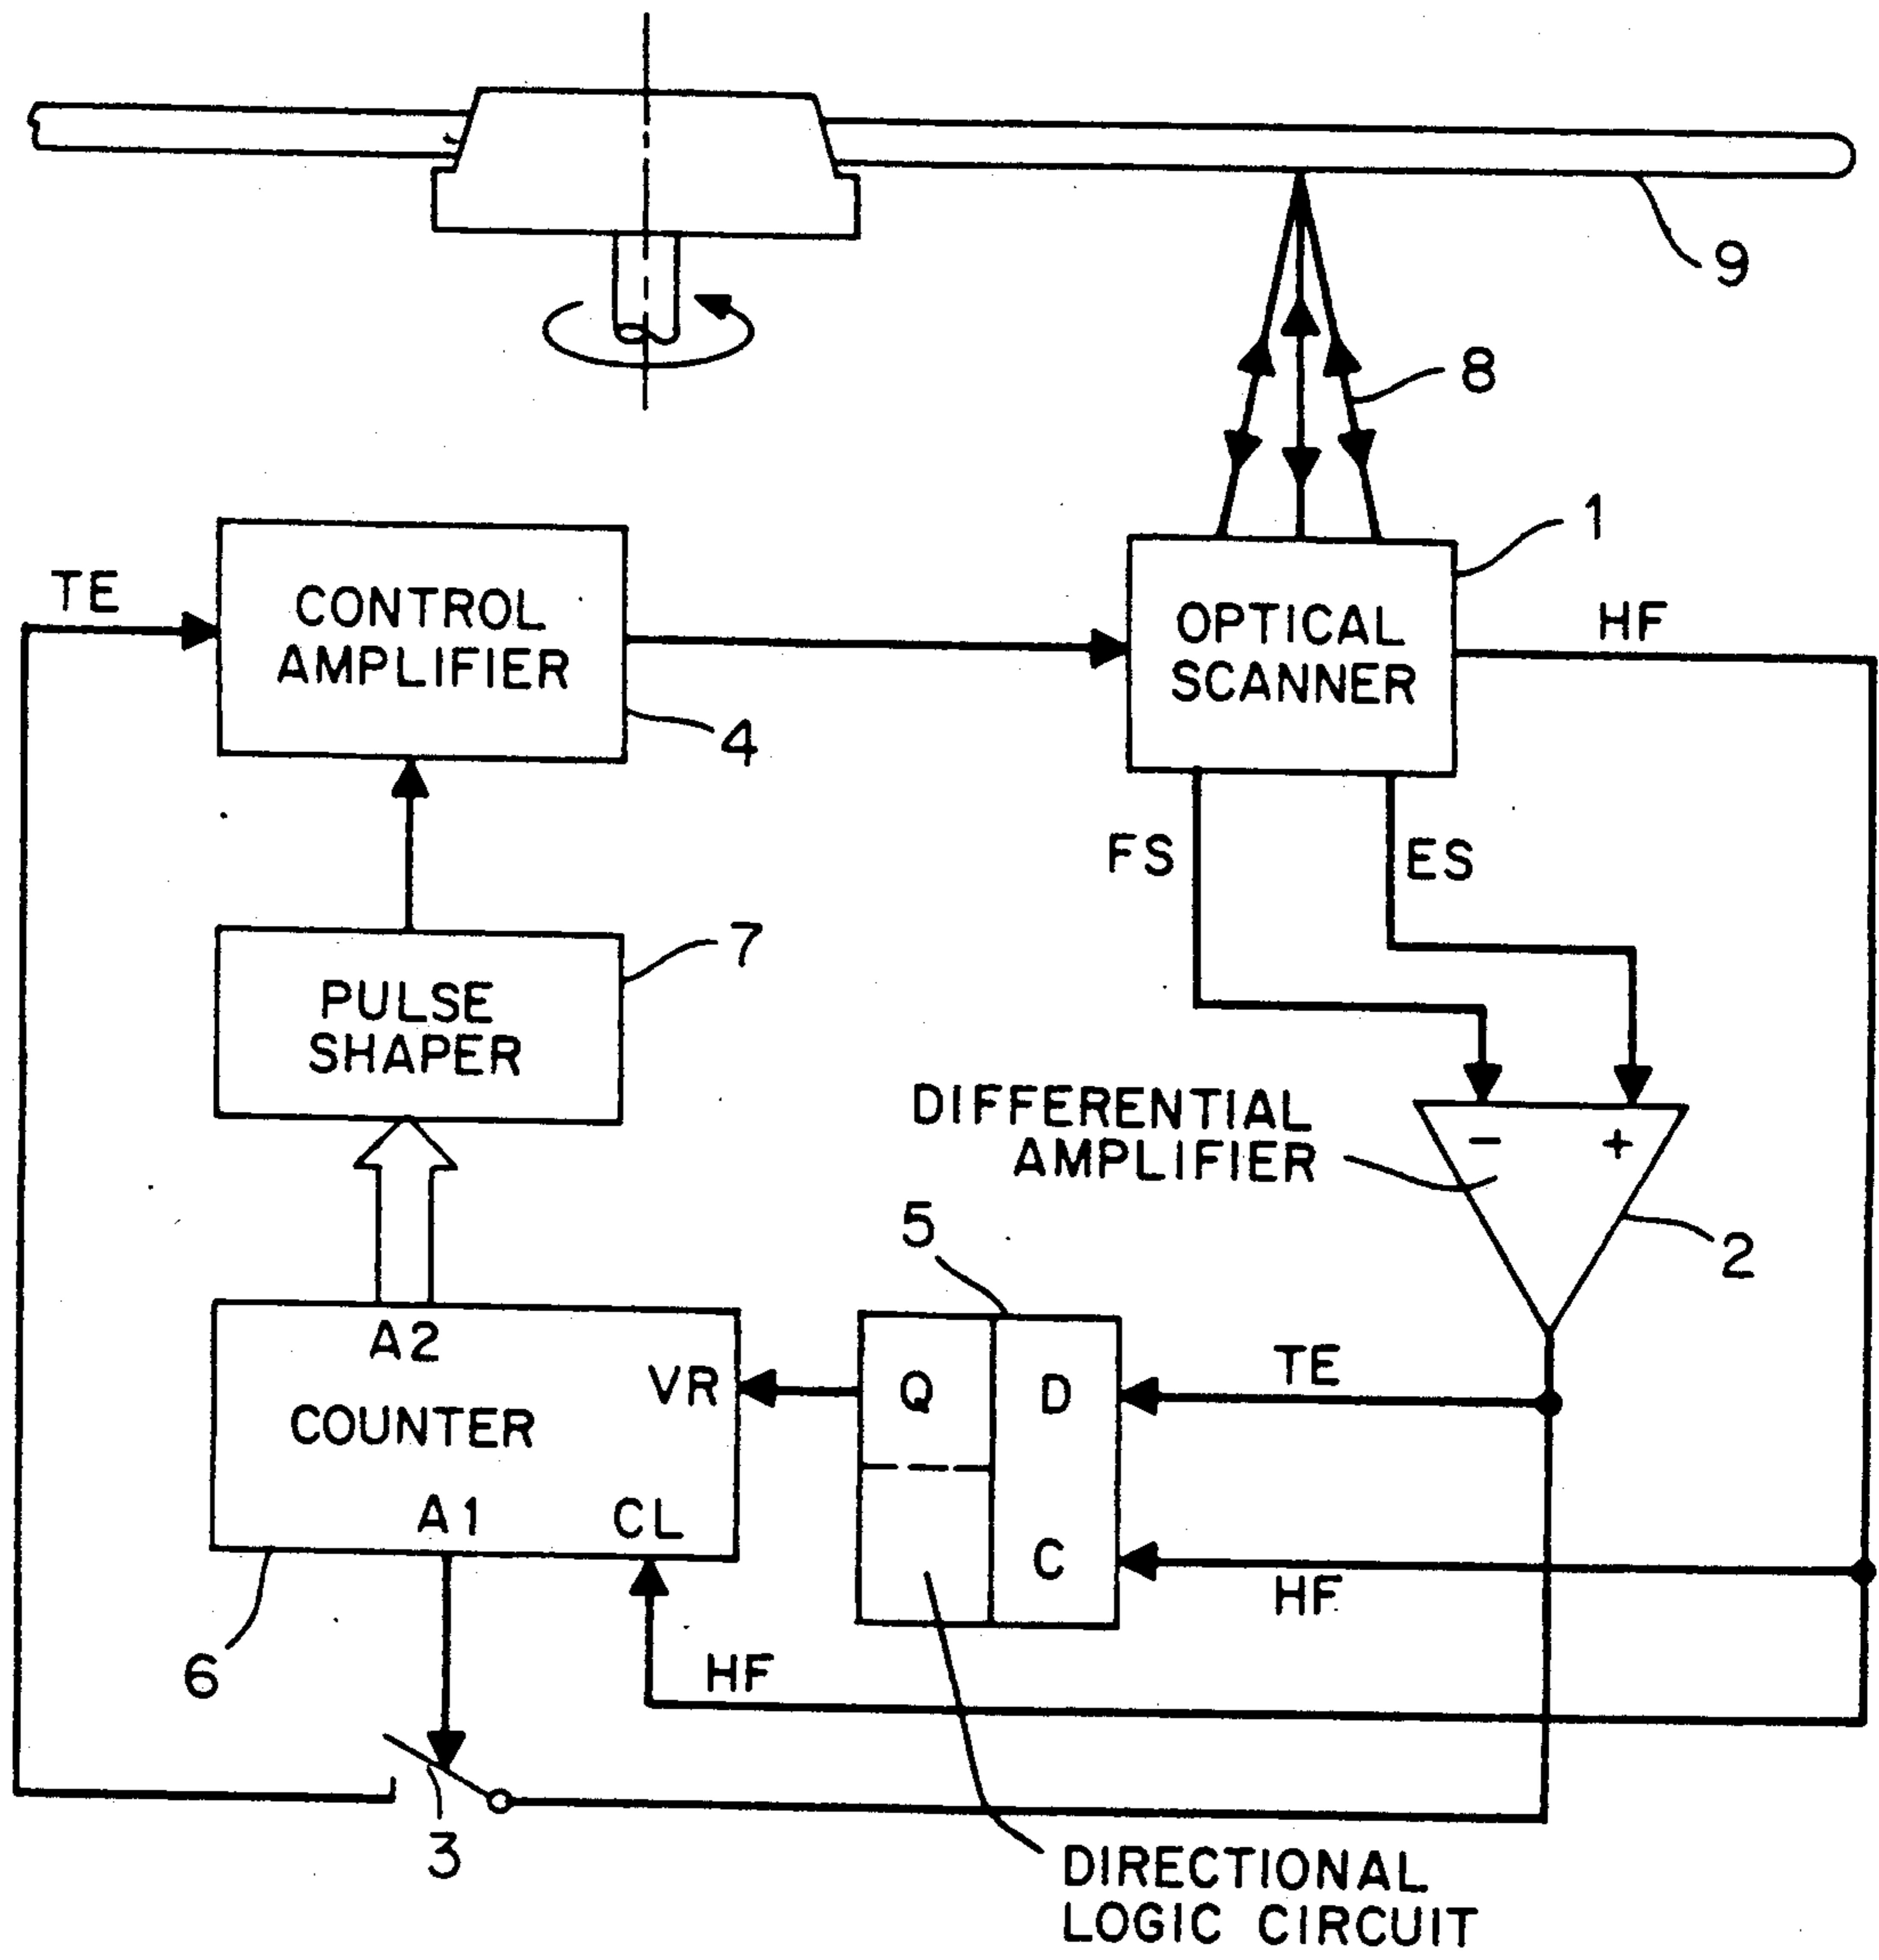 9
8
1
TE
CONTROL
AMPLIFIER
OPTICAL
SCANNER
HF
4
FS
ES
7
PULSE
SHAPER
DIFFERENTIAL
AMPLIFIER
- +
2
5
A2
VR
Q
D
TE
COUNTER
A1
CL
C
HF
6
HF
3
DIRECTIONAL
LOGIC CIRCUIT